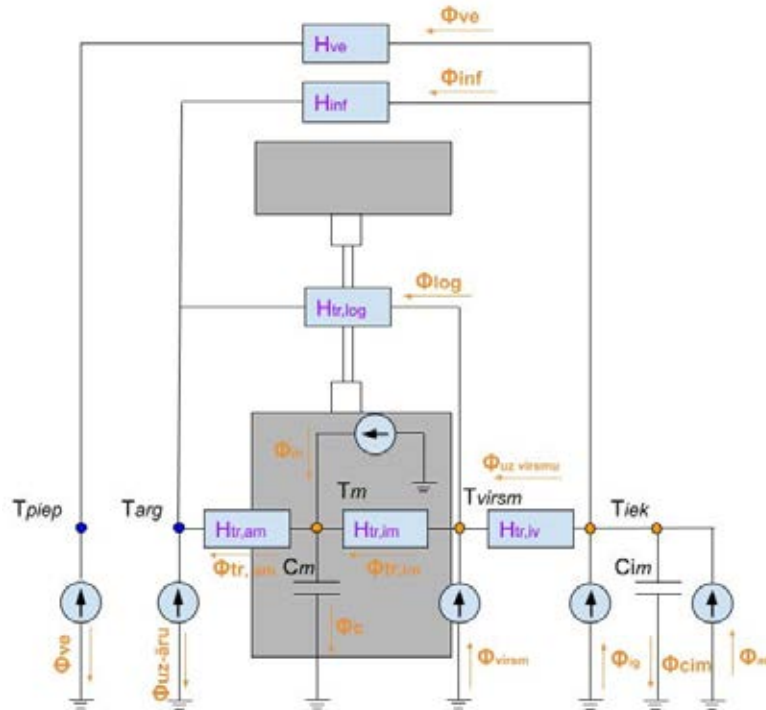 Φve
Hve
Φinf
Hinf
Φlog
Htr,log
Φm
Φuz virsmu
Tpiep
Targ
Tm
Tvirsm
Tiek
Htr,am
Htr,im
Htr,iv
Φtr, am
Cm
Φtr,im
Cim
Φve
Φuz-āru
Φc
Φvirsm
Φig
Φcim